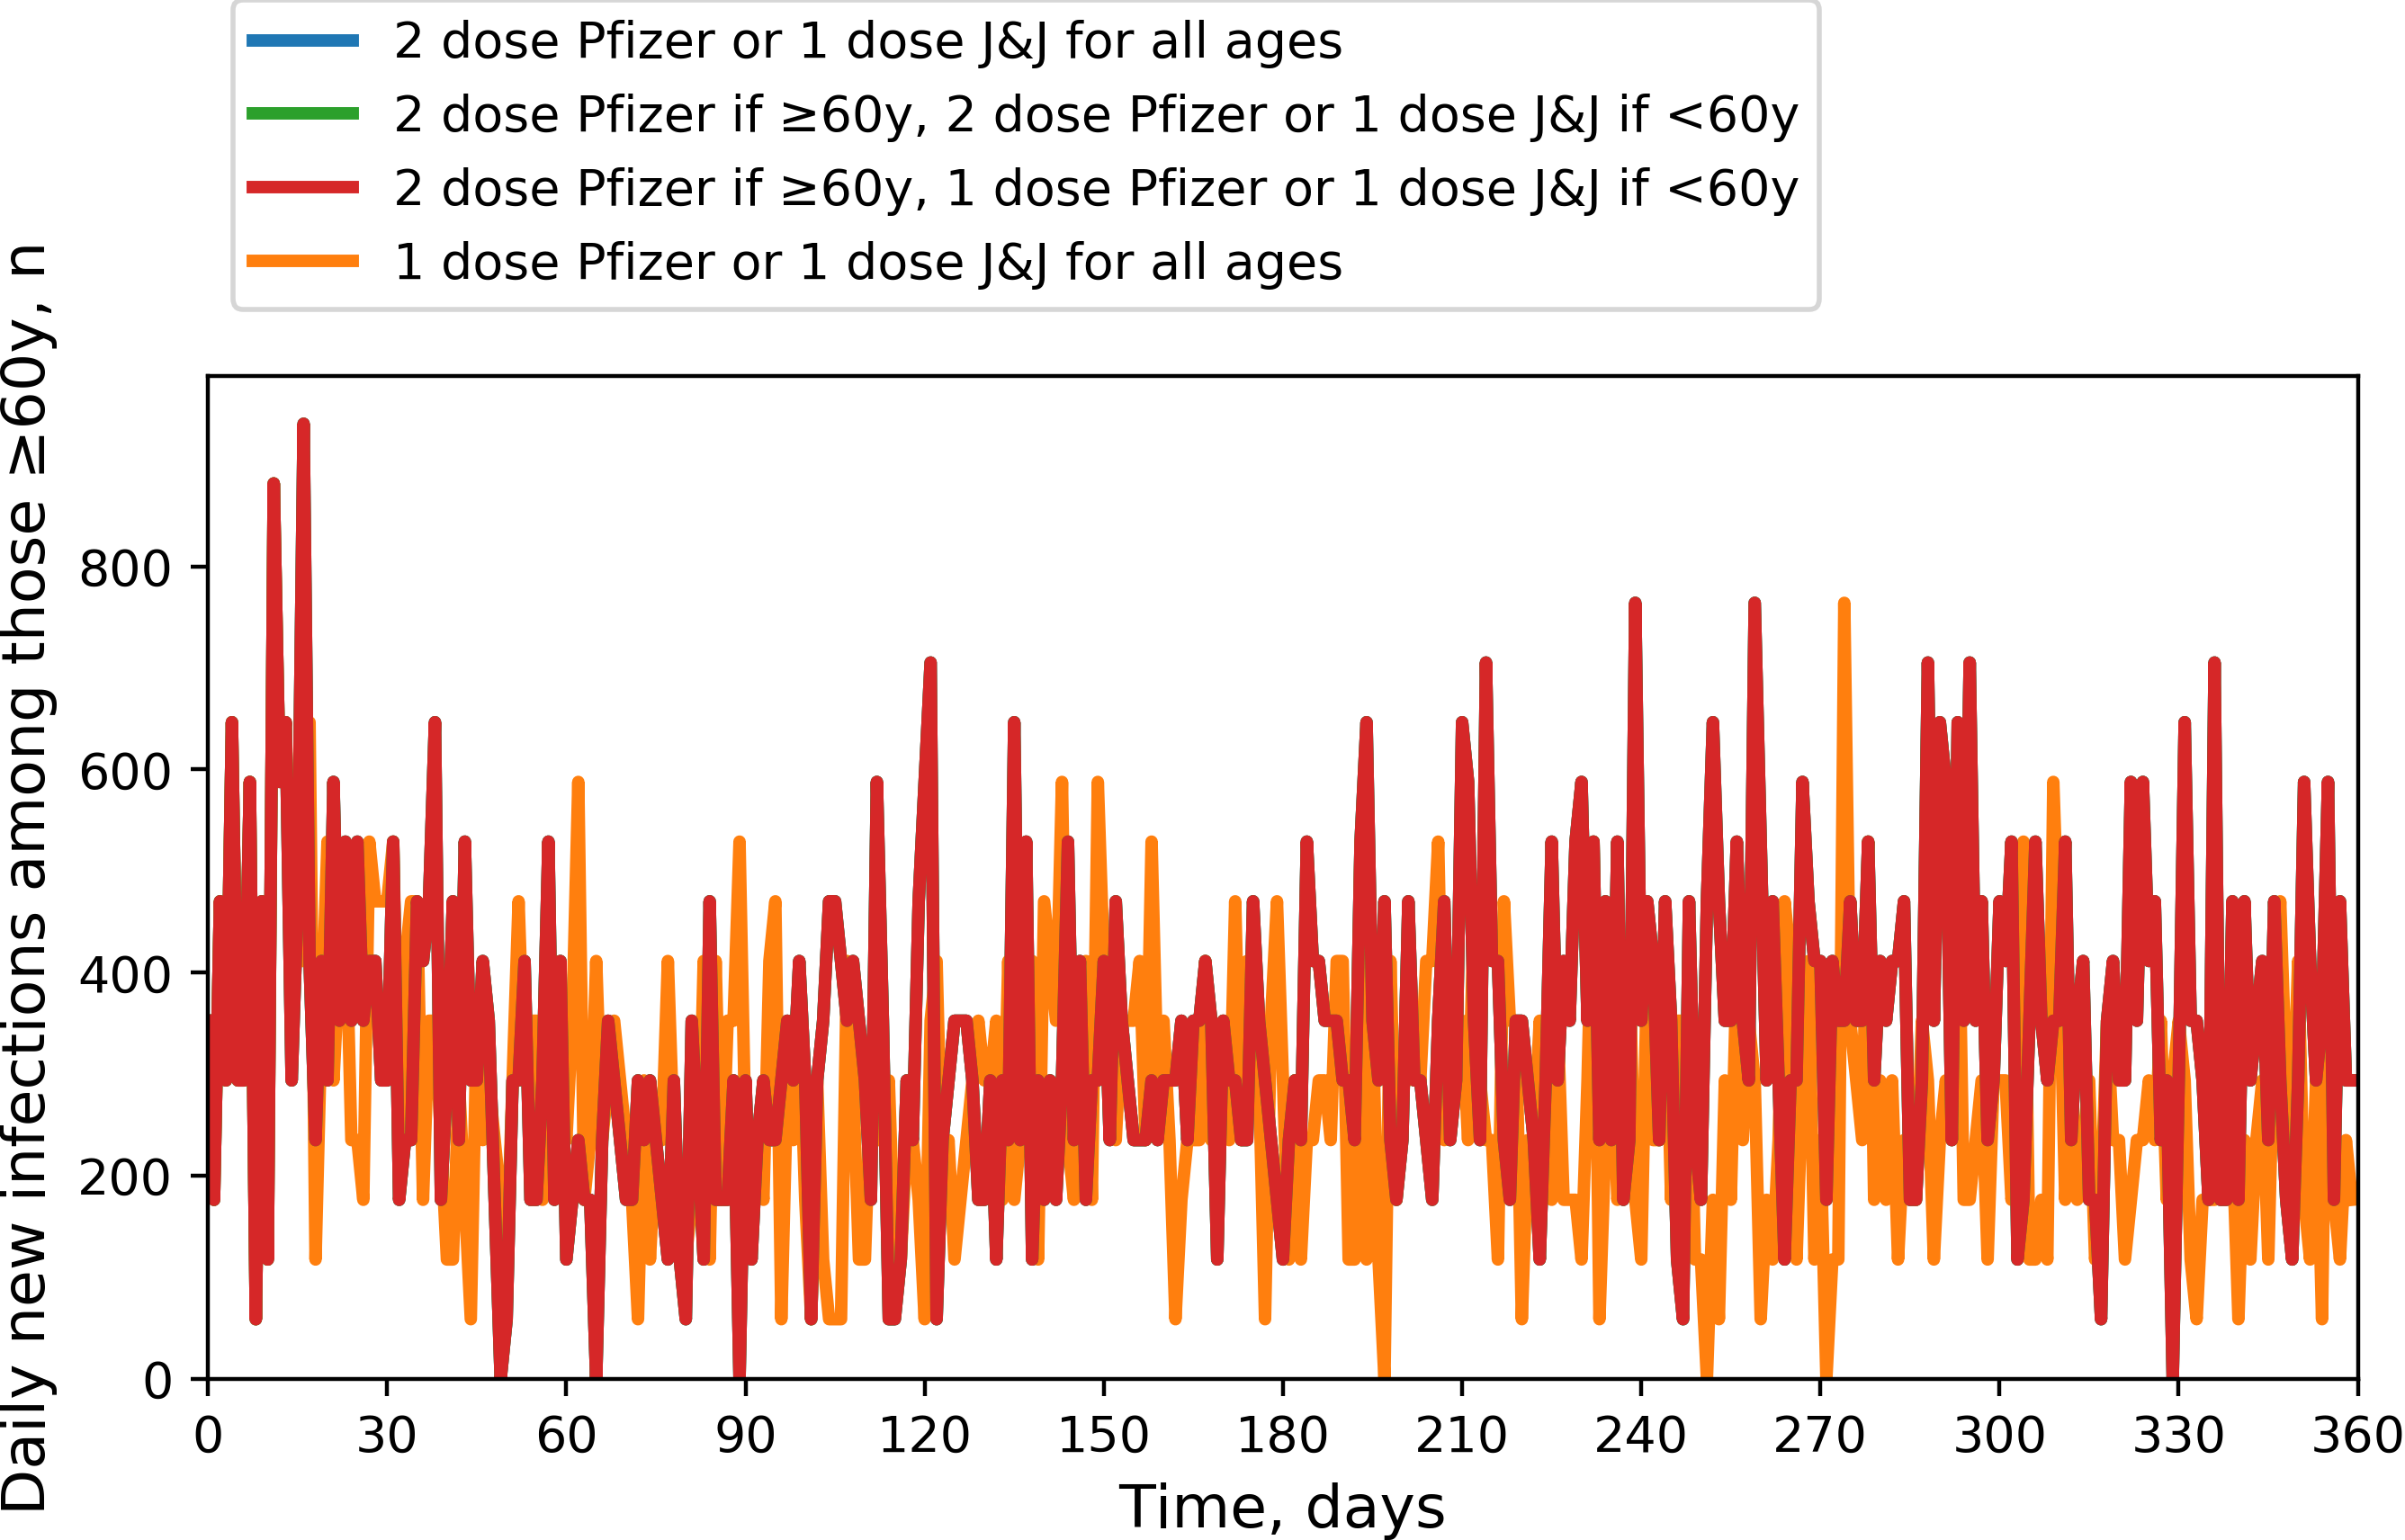 2 dose Pfizer or 1 dose J&J for all ages
2 dose Pfizer if ≥60y, 2 dose Pfizer or 1 dose J&J if <60y
2 dose Pfizer if ≥60y, 1 dose Pfizer or 1 dose J&J if <60y
1 dose Pfizer or 1 dose J&J for all ages
Daily new infections among those ≥60y, n
800
600
400
200
0
0 30 60 90 120 150 180 210 240 270 300 330 360
Time, days